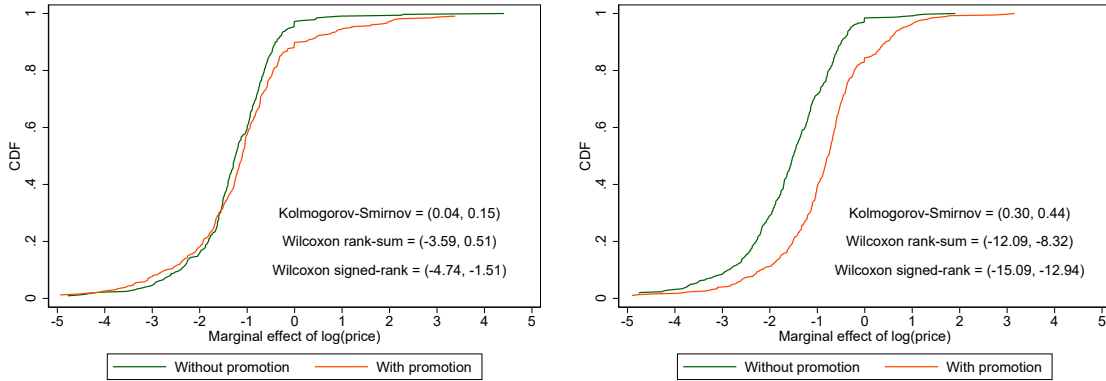 1
.8
.6
.4
.2
0
CDF
Kolmogorov-Smirnov = (0.04, 0.15)
Wilcoxon rank-sum = (-3.59, 0.51)
Wilcoxon signed-rank = (-4.74, -1.51)
-5 -4 -3 -2 -1 0 1 2 3 4 5
Marginal effect of log(price)
Without promotion With promotion
1
.8
.6
.4
.2
0
CDF
Kolmogorov-Smirnov = (0.30, 0.44)
Wilcoxon rank-sum = (-12.09, -8.32)
Wilcoxon signed-rank = (-15.09, -12.94)
-5 -4 -3 -2 -1 0 1 2 3 4 5
Marginal effect of log(price)
Without promotion With promotion